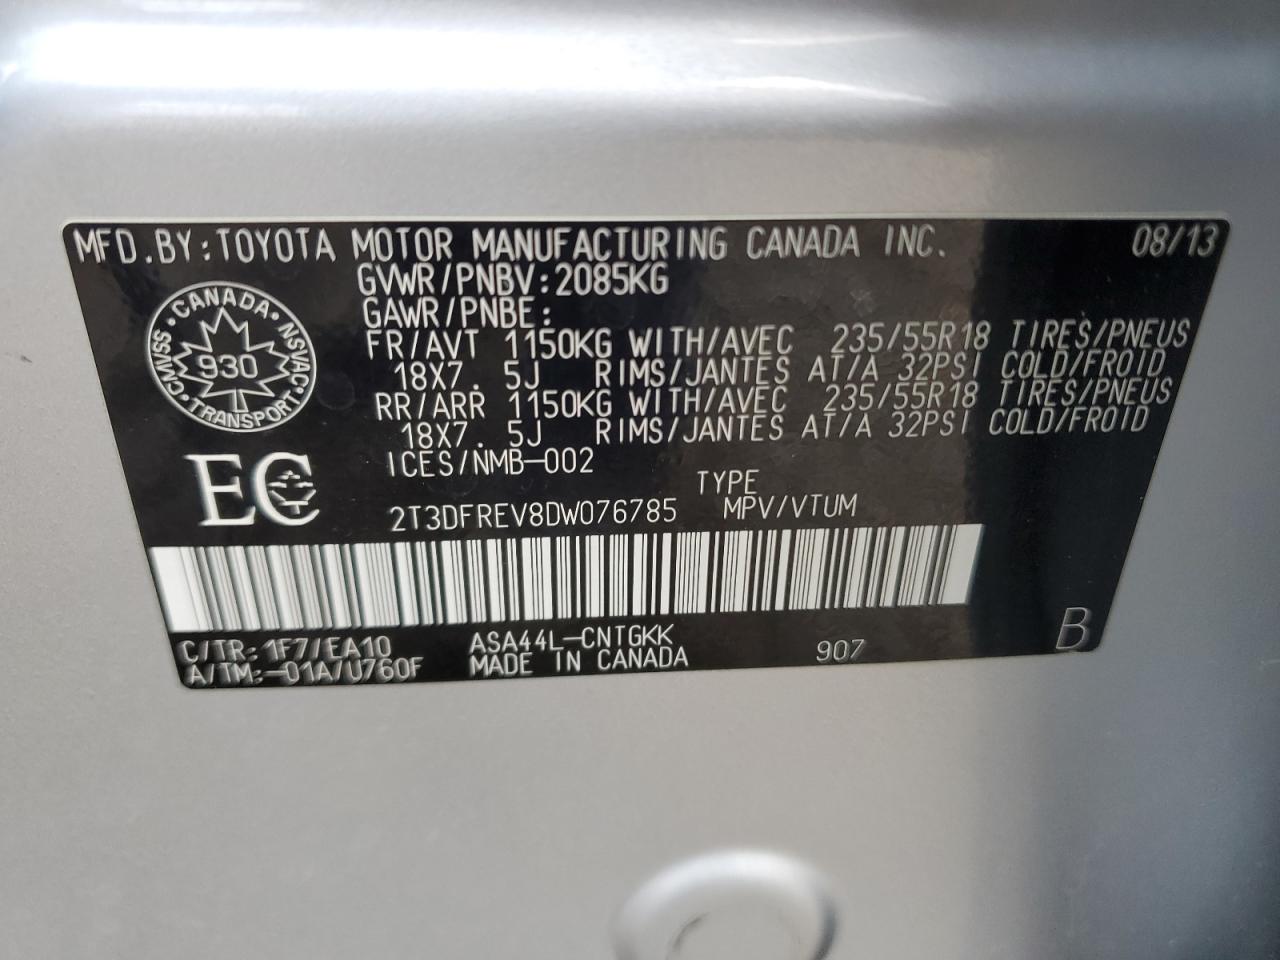 MFD.BY:TOYOTA MOTOR MANUFACTURING CANADA INC. 08/13
GVWR/PNBV:2085KG
GAWR/PNBE:
FR/AVT 1150KG WITH/AVEC 235/55R18 TIRES/PNEUS
18X7.5J RIMS/JANTES AT/A 32PSI COLD/FROID
RR/ARR 1150KG WITH/AVEC 235/55R18 TIRES/PNEUS
18X7.5J RIMS/JANTES AT/A 32PSI COLD/FROID
CANADA
NSVAC
TRANSPORT
CMVSS
930
ICES/NMB-002
EC
TYPE
2T3DFREV8DW076785 MPV/VTUM
C/TR:1F7/EA10 ASA44L-CNTGKK
A/TM:-01A/U760F MADE IN CANADA 907 B